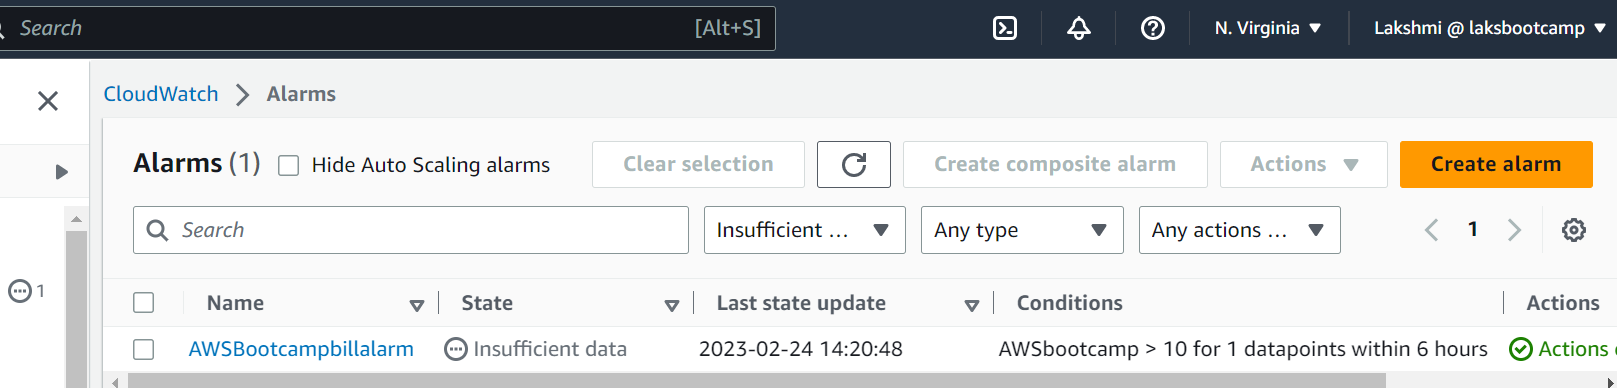 Search [Alt+S] N. Virginia Lakshmi @ laksbootcamp
CloudWatch Alarms
Alarms (1) Hide Auto Scaling alarms Clear selection Create composite alarm Actions Create alarm
Search Insufficient ... Any type Any actions ... 1
1
Name State Last state update Conditions Actions
AWSBootcampbillalarm Insufficient data 2023-02-24 14:20:48 AWSbootcamp > 10 for 1 datapoints within 6 hours Actions